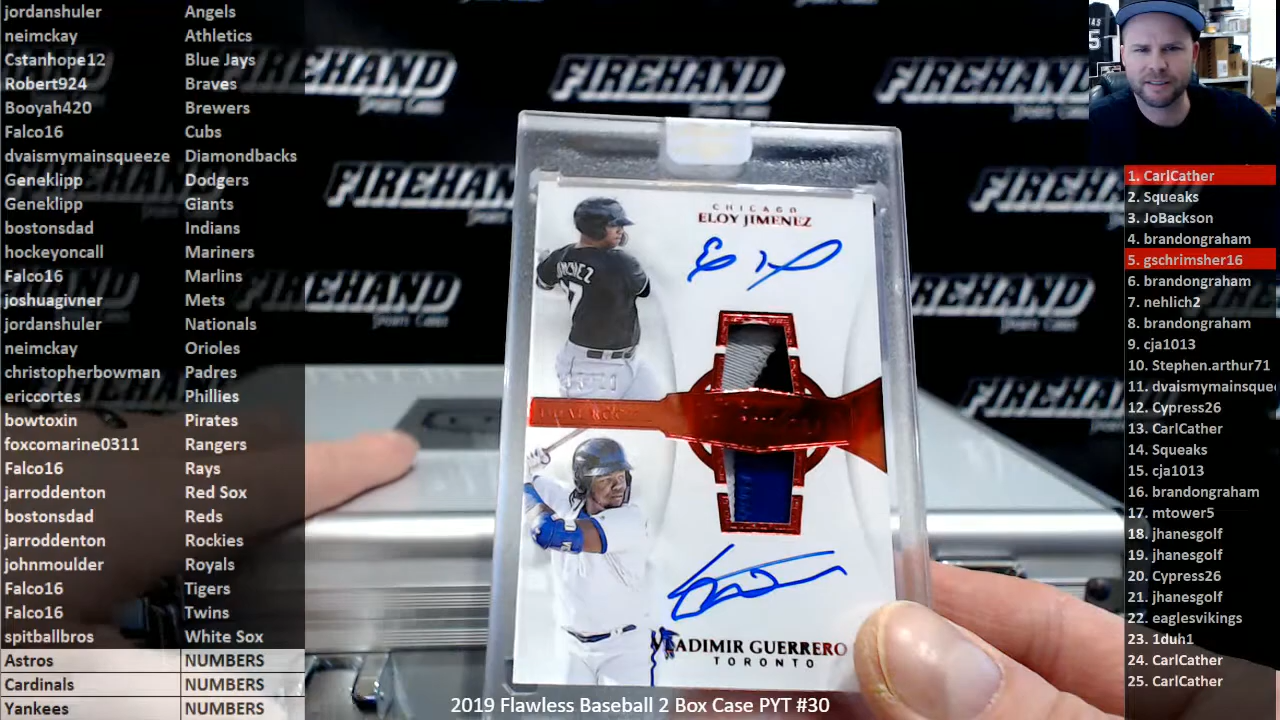 jordanshuler Angels
neimckay Athletics
Cstanhope12 Blue Jays
Robert924 Braves
Booyah420 Brewers
Falco16 Cubs
dvaismymainsqueeze Diamondbacks
Geneklipp Dodgers
Geneklipp Giants
bostonsdad Indians
hockeyoncall Mariners
Falco16 Marlins
joshuagivner Mets
jordanshuler Nationals
neimckay Orioles
christopherbowman Padres
ericcortes Phillies
bowtoxin Pirates
foxcomarine0311 Rangers
Falco16 Rays
jarroddenton Red Sox
bostonsdad Reds
jarroddenton Rockies
johnmoulder Royals
Falco16 Tigers
Falco16 Twins
spitballbros White Sox
Astros NUMBERS
Cardinals NUMBERS
Yankees NUMBERS
FIREHAND
FIREHAND
FIREHAND
FIREHAND
FIREHAND
CHICAGO
ELOY JIMENEZ
7
VLADIMIR GUERRERO
TORONTO
2019 Flawless Baseball 2 Box Case PYT #30
1. CarlCather
2. Squeaks
3. JoBackson
4. brandongraham
5. gschrimsher16
6. brandongraham
7. nehlich2
8. brandongraham
9. cja1013
10. Stephen.arthur71
11. dvaismymainsque
12. Cypress26
13. CarlCather
14. Squeaks
15. cja1013
16. brandongraham
17. mtower5
18. jhanesgolf
19. jhanesgolf
20. Cypress26
21. jhanesgolf
22. eaglesvikings
23. 1duh1
24. CarlCather
25. CarlCather